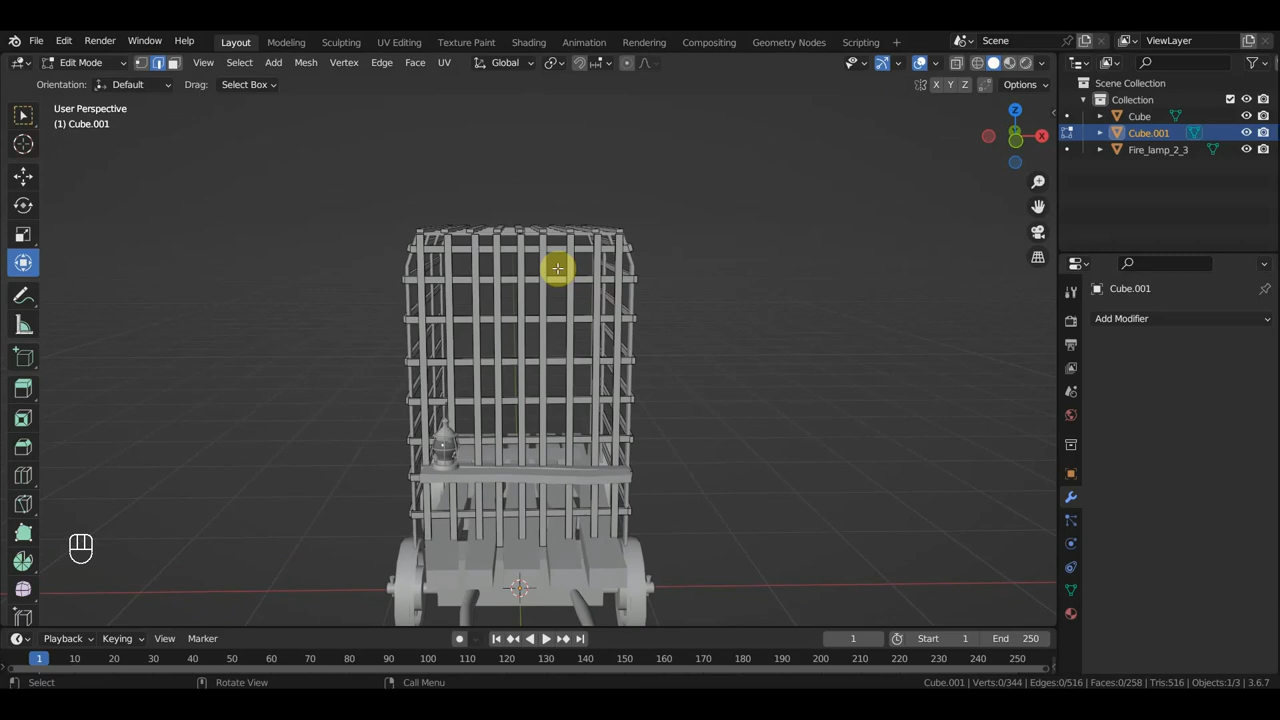 File Edit Render Window Help Layout Modeling Sculpting UV Editing Texture Paint Shading Animation Rendering Compositing Geometry Nodes Scripting + Scene ViewLayer
Edit Mode View Select Add Mesh Vertex Edge Face UV Global
Orientation: Default Drag: Select Box X Y Z Options
User Perspective
(1) Cube.001
Z
X
Y
Scene Collection
Collection
Cube
Cube.001
Fire_lamp_2_3
Cube.001
Add Modifier
Playback Keying View Marker 1 Start 1 End 250
1 10 20 30 40 50 60 70 80 90 100 110 120 130 140 150 160 170 180 190 200 210 220 230 240 250
Select Rotate View Call Menu Cube.001 | Verts:0/344 | Edges:0/516 | Faces:0/258 | Tris:516 | Objects:1/3 | 3.6.7